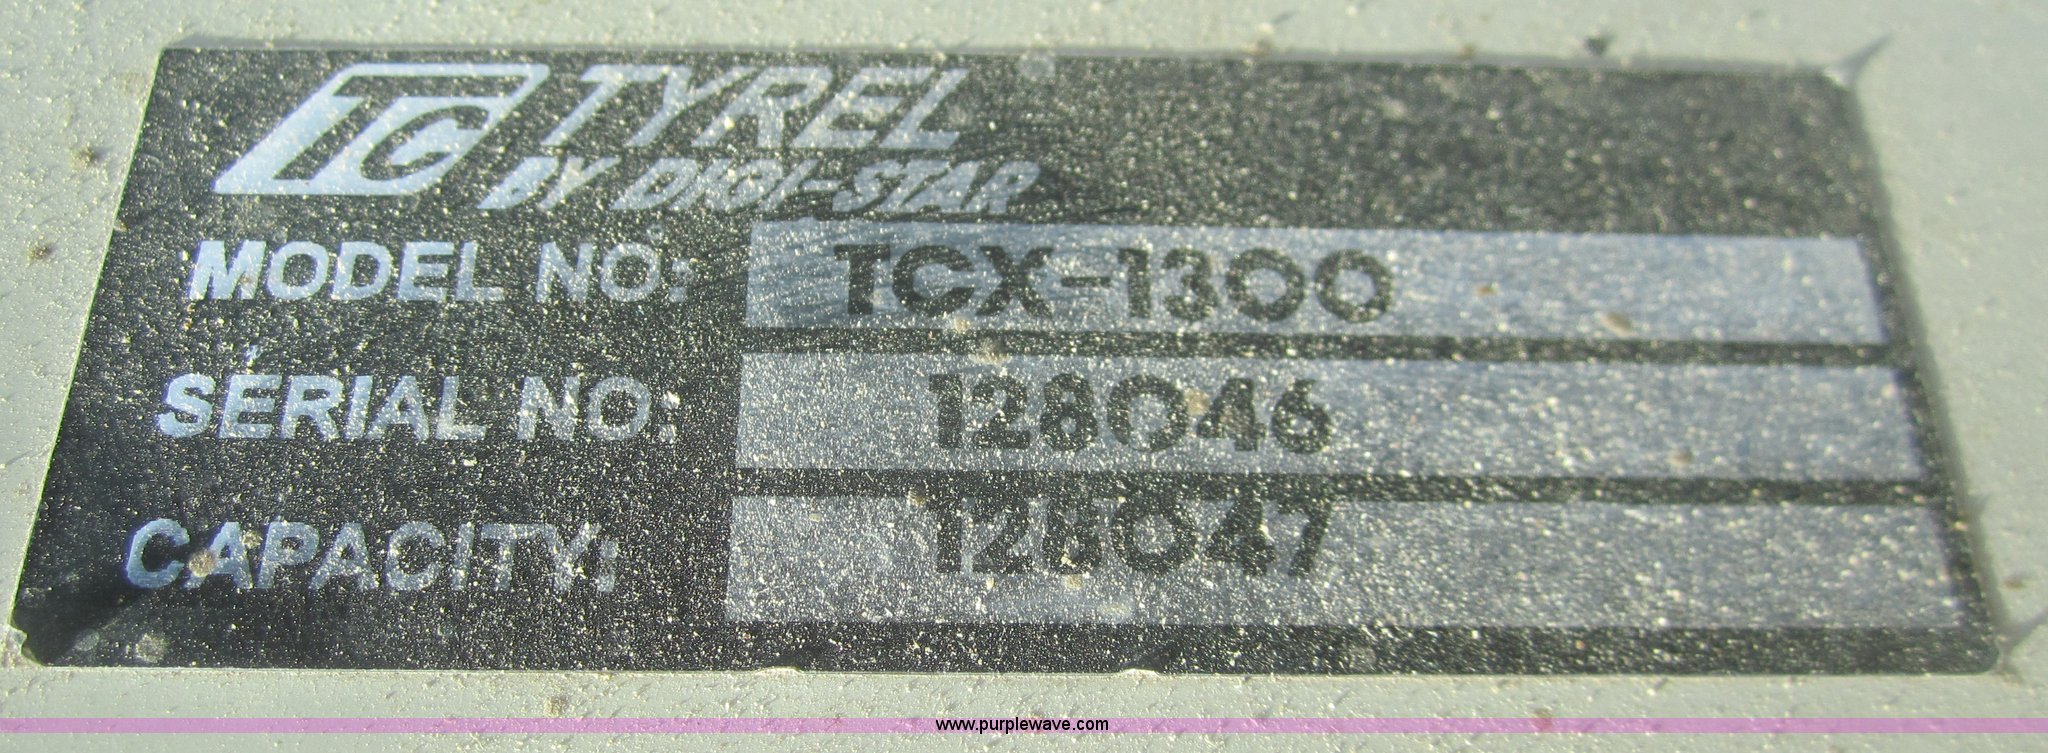 TC TYREL
BY DIGI-STAR
MODEL NO: TCX-1300
SERIAL NO: 128046
CAPACITY: 128047
www.purplewave.com